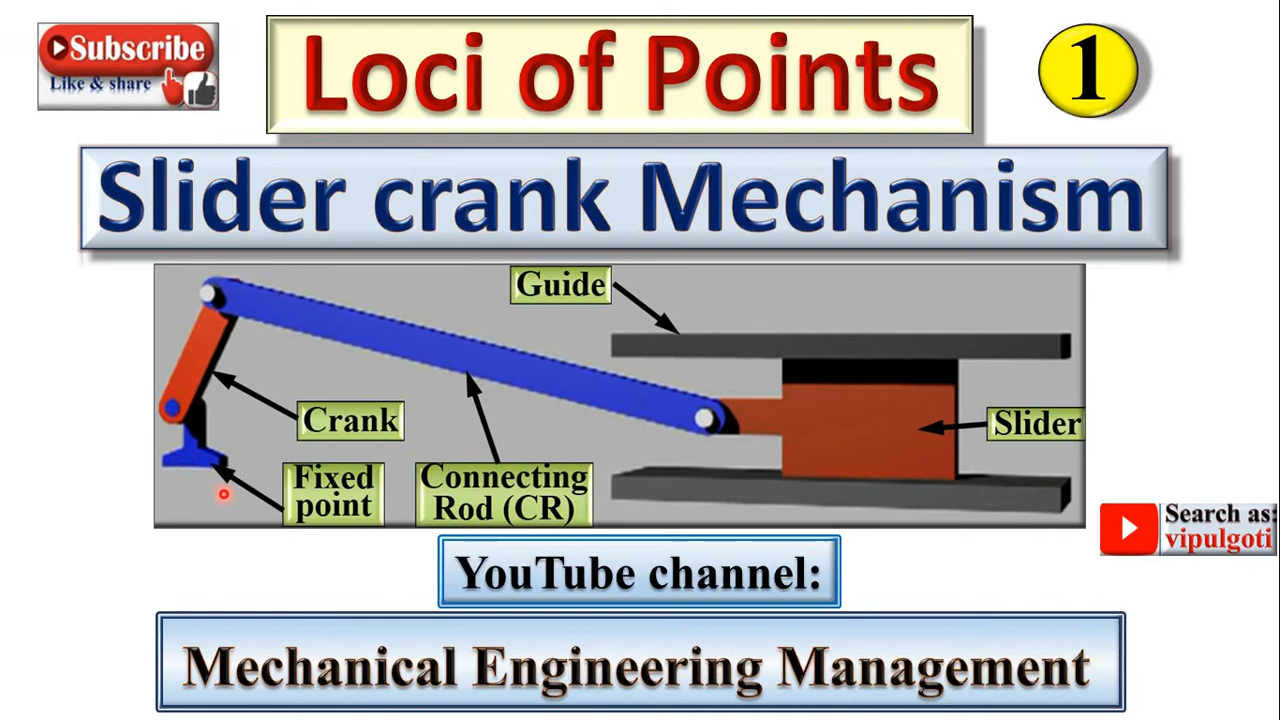 Subscribe
Like & share
Loci of Points
1
Slider crank Mechanism
Guide
Crank
Slider
Fixed
point
Connecting
Rod (CR)
Search as:
vipulgoti
YouTube channel:
Mechanical Engineering Management